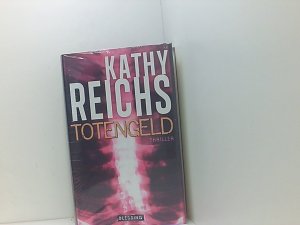 KATHY
REICHS
TOTENGELD
THRILLER
BLESSING